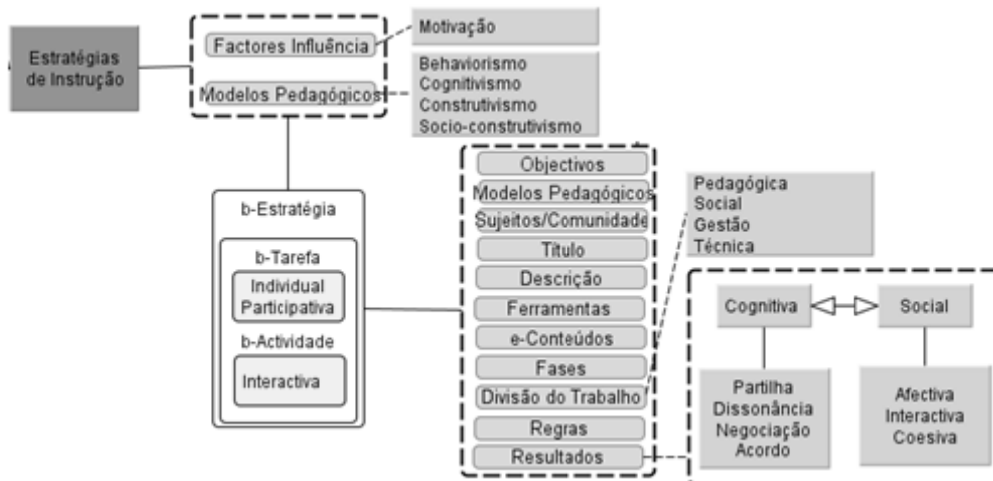 Estratégias
de Instrução
Factores Influência
Modelos Pedagógicos
Motivação
Behaviorismo
Cognitivismo
Construtivismo
Socio-construtivismo
b-Estratégia
b-Tarefa
Individual
Participativa
b-Actividade
Interactiva
Objectivos
Modelos Pedagógicos
Sujeitos/Comunidade
Título
Descrição
Ferramentas
e-Conteúdos
Fases
Divisão do Trabalho
Regras
Resultados
Pedagógica
Social
Gestão
Técnica
Cognitiva
Social
Partilha
Dissonância
Negociação
Acordo
Afectiva
Interactiva
Coesiva